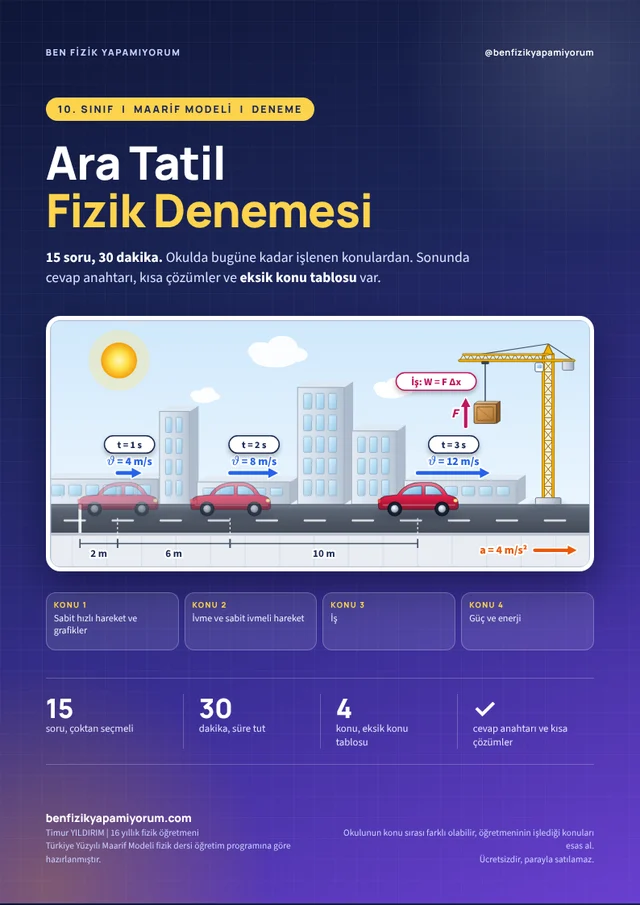 BEN FİZİK YAPAMIYORUM
@benfizikyapamiyorum
10. SINIF I MAARİF MODELİ I DENEME
Ara Tatil
Fizik Denemesi
15 soru, 30 dakika. Okulda bugüne kadar işlenen konulardan. Sonunda
cevap anahtarı, kısa çözümler ve eksik konu tablosu var.
İş: W = F Δx
F
t = 1 s
t = 2 s
t = 3 s
ϑ = 4 m/s
ϑ = 8 m/s
ϑ = 12 m/s
2 m
6 m
10 m
a = 4 m/s²
KONU 1
Sabit hızlı hareket ve
grafikler
KONU 2
İvme ve sabit ivmeli hareket
KONU 3
İş
KONU 4
Güç ve enerji
15
soru, çoktan seçmeli
30
dakika, süre tut
4
konu, eksik konu
tablosu
✓
cevap anahtarı ve kısa
çözümler
benfizikyapamiyorum.com
Timur YILDIRIM | 16 yıllık fizik öğretmeni
Türkiye Yüzyılı Maarif Modeli fizik dersi öğretim programına göre
hazırlanmıştır.
Okulunun konu sırası farklı olabilir, öğretmeninin işlediği konuları
esas al.
Ücretsizdir, parayla satılamaz.